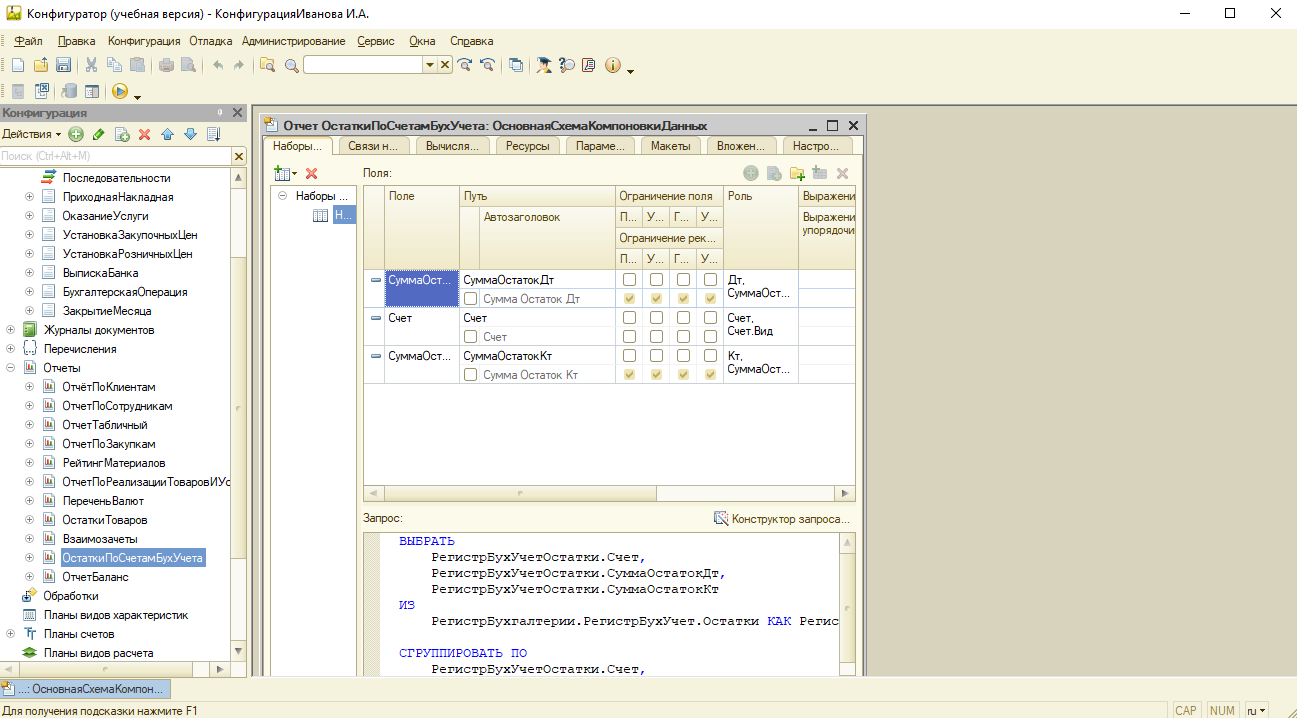 Конфигуратор (учебная версия) - КонфигурацияИванова И.А.
Файл Правка Конфигурация Отладка Администрирование Сервис Окна Справка
Конфигурация
Действия
Поиск (Ctrl+Alt+M)
Последовательности
ПриходнаяНакладная
ОказаниеУслуги
УстановкаЗакупочныхЦен
УстановкаРозничныхЦен
ВыпискаБанка
БухгалтерскаяОперация
ЗакрытиеМесяца
Журналы документов
Перечисления
Отчеты
ОтчётПоКлиентам
ОтчетПоСотрудникам
ОтчетТабличный
ОтчетПоЗакупкам
РейтингМатериалов
ОтчетПоРеализацииТоваровИУс
ПереченьВалют
ОстаткиТоваров
Взаимозачеты
ОстаткиПоСчетамБухУчета
ОтчетБаланс
Обработки
Планы видов характеристик
Планы счетов
Планы видов расчета
Отчет ОстаткиПоСчетамБухУчета: ОсновнаяСхемаКомпоновкиДанных
Наборы... Связи н... Вычисля... Ресурсы Параме... Макеты Вложен... Настро...
Наборы ...
Н...
Поля:
Поле Путь Ограничение поля Роль Выражени
Автозаголовок П... У... Г... У... Выражени
упорядочи
Ограничение рек...
П... У... Г... У...
СуммаОст... СуммаОстатокДт Дт,
Сумма Остаток Дт СуммаОст...
Счет Счет Счет,
Счет Счет.Вид
СуммаОст... СуммаОстатокКт Кт,
Сумма Остаток Кт СуммаОст...
Запрос: Конструктор запроса...
ВЫБРАТЬ
РегистрБухУчетОстатки.Счет,
РегистрБухУчетОстатки.СуммаОстатокДт,
РегистрБухУчетОстатки.СуммаОстатокКт
ИЗ
РегистрБухгалтерии.РегистрБухУчет.Остатки КАК Регис
СГРУППИРОВАТЬ ПО
РегистрБухУчетОстатки.Счет,
...: ОсновнаяСхемаКомпон...
Для получения подсказки нажмите F1
CAP NUM ru